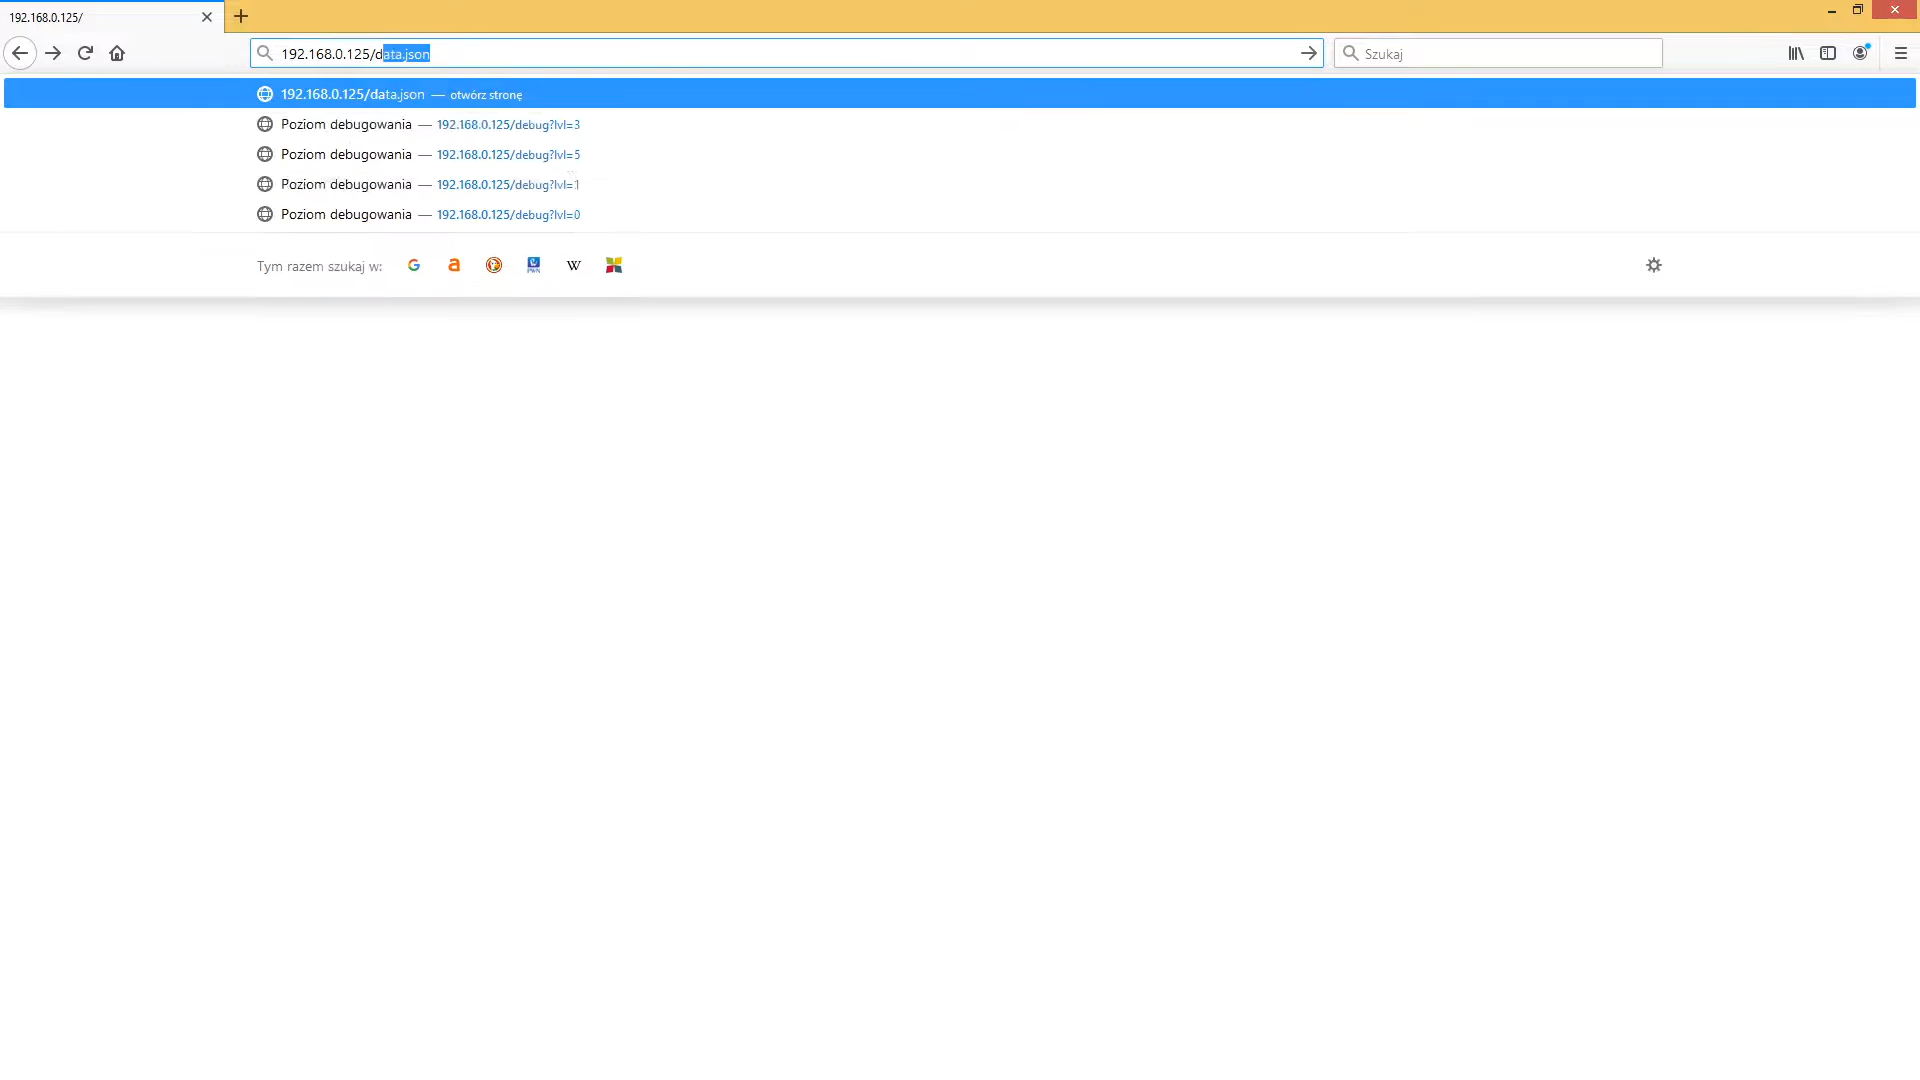 192.168.0.125/
192.168.0.125/data.json
Szukaj
192.168.0.125/data.json — otwórz stronę
Poziom debugowania — 192.168.0.125/debug?lvl=3
Poziom debugowania — 192.168.0.125/debug?lvl=5
Poziom debugowania — 192.168.0.125/debug?lvl=1
Poziom debugowania — 192.168.0.125/debug?lvl=0
Tym razem szukaj w: G a PWN W